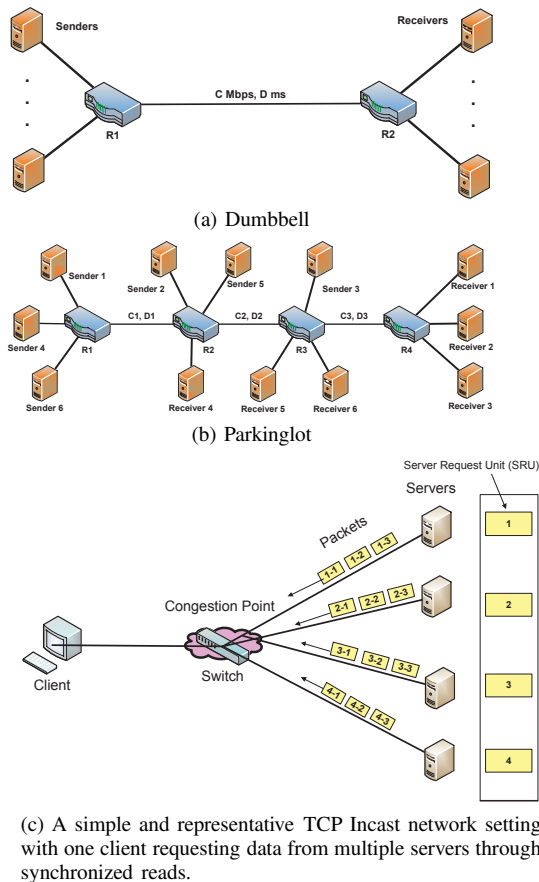 Senders
Receivers
C Mbps, D ms
R1
R2
(a) Dumbbell
Sender 1
Sender 2
Sender 5
Sender 3
Receiver 1
C1, D1
C2, D2
C3, D3
Sender 4
R1
R2
R3
R4
Receiver 2
Sender 6
Receiver 4
Receiver 5
Receiver 6
Receiver 3
(b) Parkinglot
Server Request Unit (SRU)
Servers
Packets
1
1-1 1-2 1-3
2-1 2-2 2-3
2
Congestion Point
3-1 3-2 3-3
Client
Switch
3
4-1 4-2 4-3
4
(c) A simple and representative TCP Incast network setting
with one client requesting data from multiple servers through
synchronized reads.